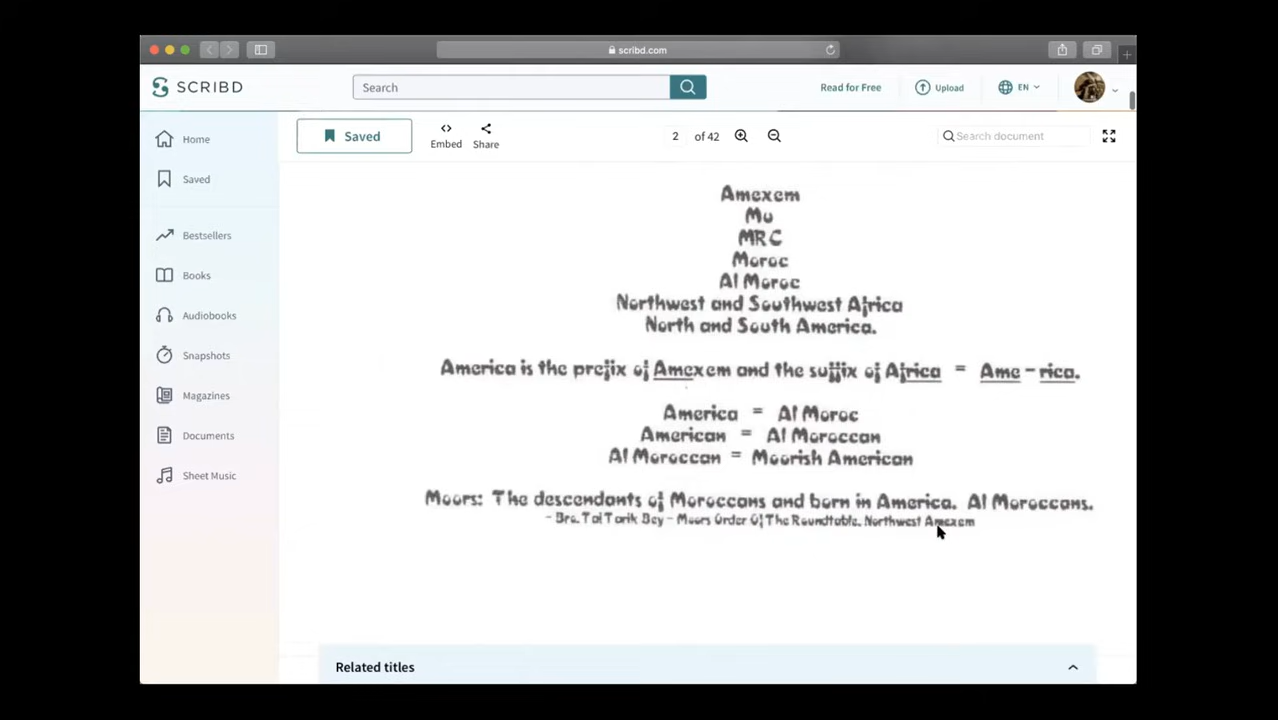 scribd.com
SCRIBD
Search
Read for Free
Upload
EN
Home
Saved
Bestsellers
Books
Audiobooks
Snapshots
Magazines
Documents
Sheet Music
Saved
Embed
Share
2 of 42
Search document
Amexem
Mu
MRC
Moroc
Al Moroc
Northwest and Southwest Africa
North and South America.
America is the prefix of Amexem and the suffix of Africa = Ame - rica.
America = Al Moroc
American = Al Moroccan
Al Moroccan = Moorish American
Moors: The descendants of Moroccans and born in America. Al Moroccans.
- Bro. Taj Tarik Bey - Moors Order Of The Roundtable. Northwest Amexem
Related titles